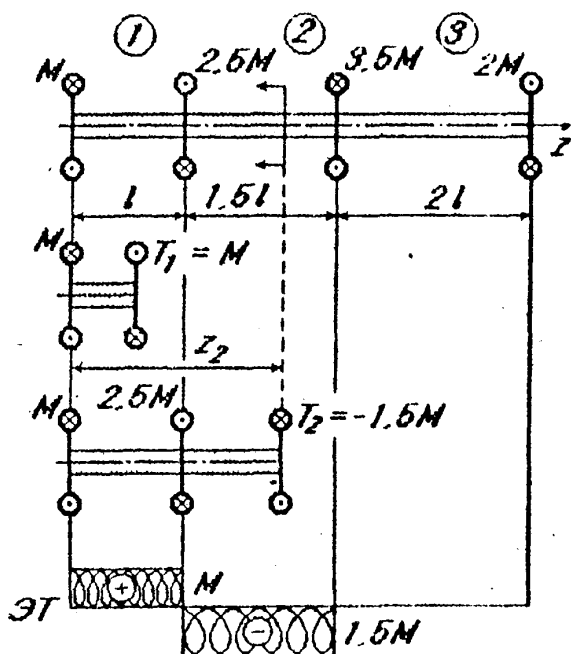 1 2 3
M 2,5M 3,5M 2M
z
l 1,5l 2l
M T₁ = M
z₂
M 2,5M T₂=-1,5M
+ M
ЭТ
− 1,5M